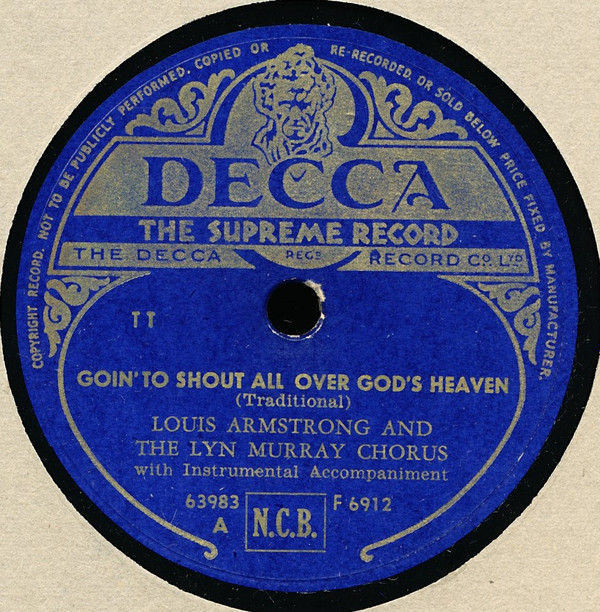 COPYRIGHT RECORD. NOT TO BE PUBLICLY PERFORMED. COPIED OR RE-RECORDED. OR SOLD BELOW PRICE FIXED BY MANUFACTURER.
DECCA
THE SUPREME RECORD
THE DECCA REGD RECORD CO. LTD.
TT
GOIN' TO SHOUT ALL OVER GOD'S HEAVEN
(Traditional)
LOUIS ARMSTRONG AND
THE LYN MURRAY CHORUS
with Instrumental Accompaniment
63983 F 6912
A N.C.B.